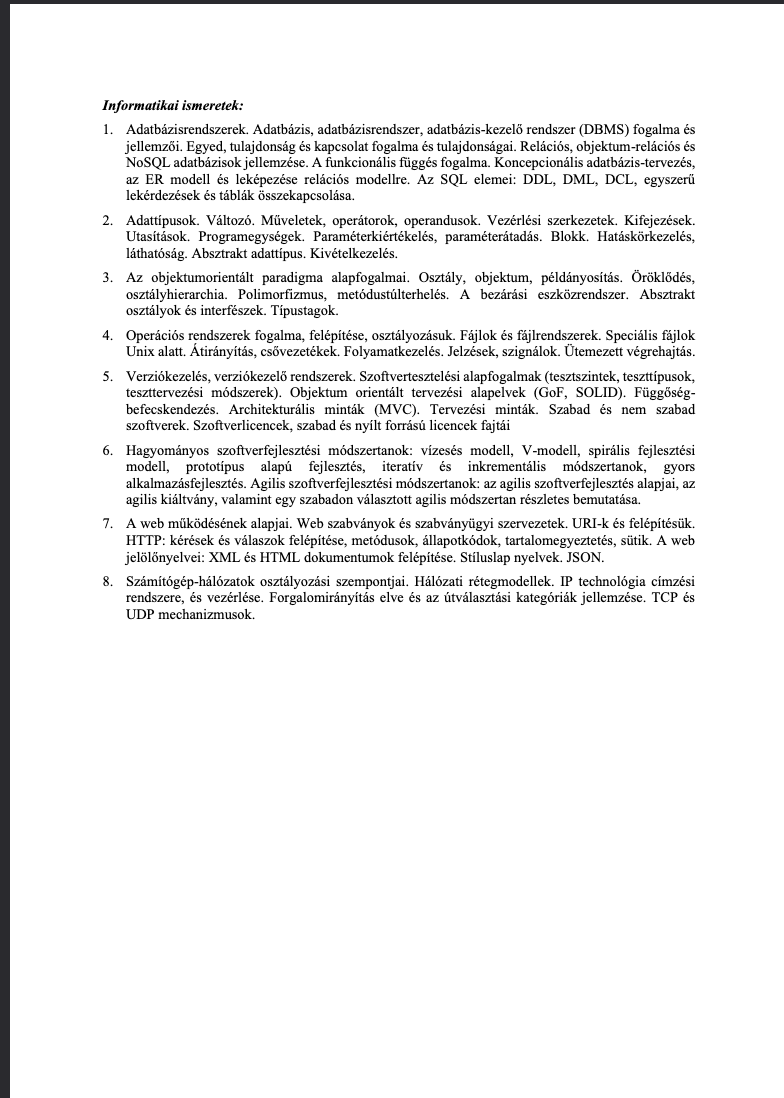 Informatikai ismeretek:
1. Adatbázisrendszerek. Adatbázis, adatbázisrendszer, adatbázis-kezelő rendszer (DBMS) fogalma és
jellemzői. Egyed, tulajdonság és kapcsolat fogalma és tulajdonságai. Relációs, objektum-relációs és
NoSQL adatbázisok jellemzése. A funkcionális függés fogalma. Koncepcionális adatbázis-tervezés,
az ER modell és leképezése relációs modellre. Az SQL elemei: DDL, DML, DCL, egyszerű
lekérdezések és táblák összekapcsolása.
2. Adattípusok. Változó. Műveletek, operátorok, operandusok. Vezérlési szerkezetek. Kifejezések.
Utasítások. Programegységek. Paraméterkiértékelés, paraméterátadás. Blokk. Hatáskörkezelés,
láthatóság. Absztrakt adattípus. Kivételkezelés.
3. Az objektumorientált paradigma alapfogalmai. Osztály, objektum, példányosítás. Öröklődés,
osztályhierarchia. Polimorfizmus, metódustúlterhelés. A bezárási eszközrendszer. Absztrakt
osztályok és interfészek. Típustagok.
4. Operációs rendszerek fogalma, felépítése, osztályozásuk. Fájlok és fájlrendszerek. Speciális fájlok
Unix alatt. Átirányítás, csővezetékek. Folyamatkezelés. Jelzések, szignálok. Ütemezett végrehajtás.
5. Verziókezelés, verziókezelő rendszerek. Szoftvertesztelési alapfogalmak (tesztszintek, teszttípusok,
teszttervezési módszerek). Objektum orientált tervezési alapelvek (GoF, SOLID). Függőség-
befecskendezés. Architekturális minták (MVC). Tervezési minták. Szabad és nem szabad
szoftverek. Szoftverlicencek, szabad és nyílt forrású licencek fajtái
6. Hagyományos szoftverfejlesztési módszertanok: vízesés modell, V-modell, spirális fejlesztési
modell, prototípus alapú fejlesztés, iteratív és inkrementális módszertanok, gyors
alkalmazásfejlesztés. Agilis szoftverfejlesztési módszertanok: az agilis szoftverfejlesztés alapjai, az
agilis kiáltvány, valamint egy szabadon választott agilis módszertan részletes bemutatása.
7. A web működésének alapjai. Web szabványok és szabványügyi szervezetek. URI-k és felépítésük.
HTTP: kérések és válaszok felépítése, metódusok, állapotkódok, tartalomegyeztetés, sütik. A web
jelölőnyelvei: XML és HTML dokumentumok felépítése. Stíluslap nyelvek. JSON.
8. Számítógép-hálózatok osztályozási szempontjai. Hálózati rétegmodellek. IP technológia címzési
rendszere, és vezérlése. Forgalomirányítás elve és az útválasztási kategóriák jellemzése. TCP és
UDP mechanizmusok.